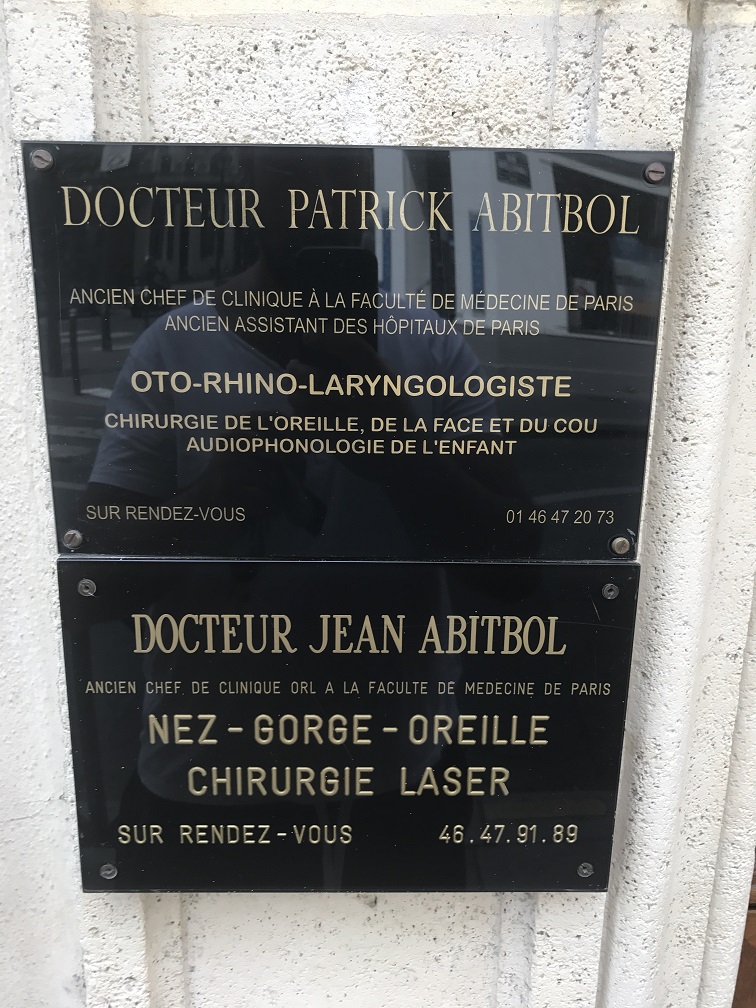 DOCTEUR PATRICK ABITBOL
ANCIEN CHEF DE CLINIQUE À LA FACULTÉ DE MÉDECINE DE PARIS
ANCIEN ASSISTANT DES HÔPITAUX DE PARIS
OTO-RHINO-LARYNGOLOGISTE
CHIRURGIE DE L'OREILLE, DE LA FACE ET DU COU
AUDIOPHONOLOGIE DE L'ENFANT
SUR RENDEZ-VOUS 01 46 47 20 73
DOCTEUR JEAN ABITBOL
ANCIEN CHEF DE CLINIQUE ORL A LA FACULTE DE MEDECINE DE PARIS
NEZ - GORGE - OREILLE
CHIRURGIE LASER
SUR RENDEZ-VOUS 46.47.91.89